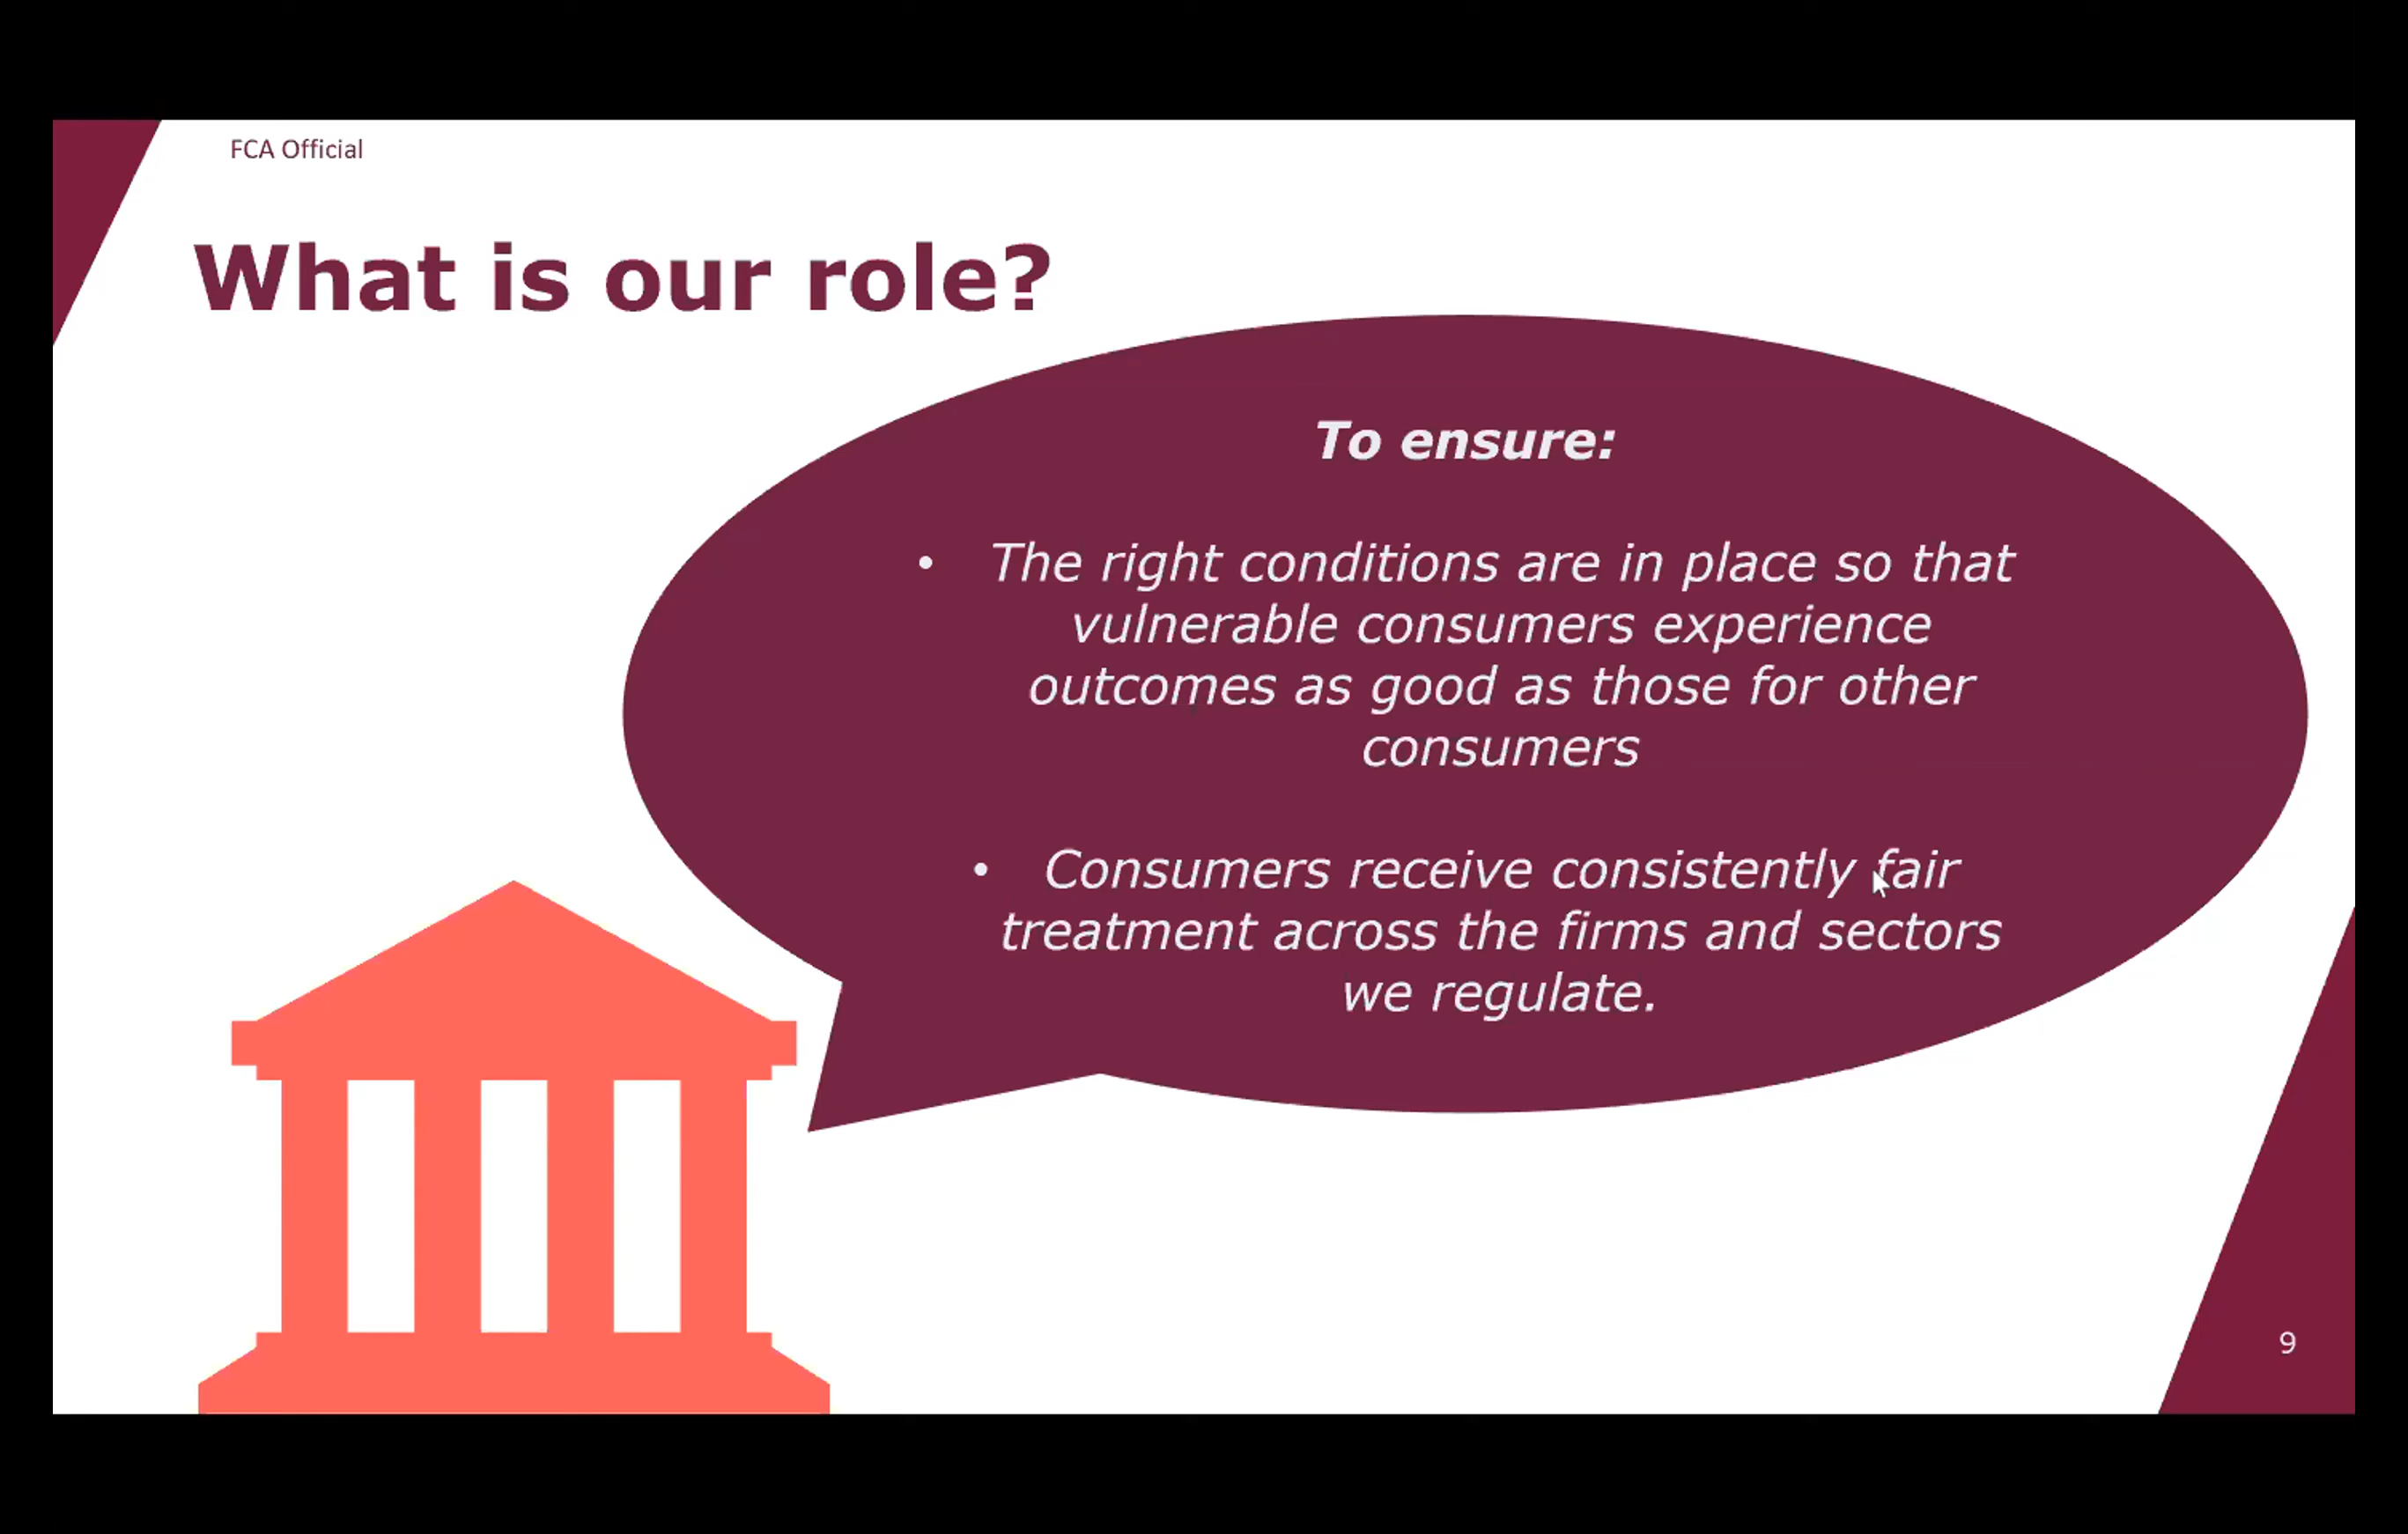 FCA Official
What is our role?
To ensure:
• The right conditions are in place so that
vulnerable consumers experience
outcomes as good as those for other
consumers
• Consumers receive consistently fair
treatment across the firms and sectors
we regulate.
9